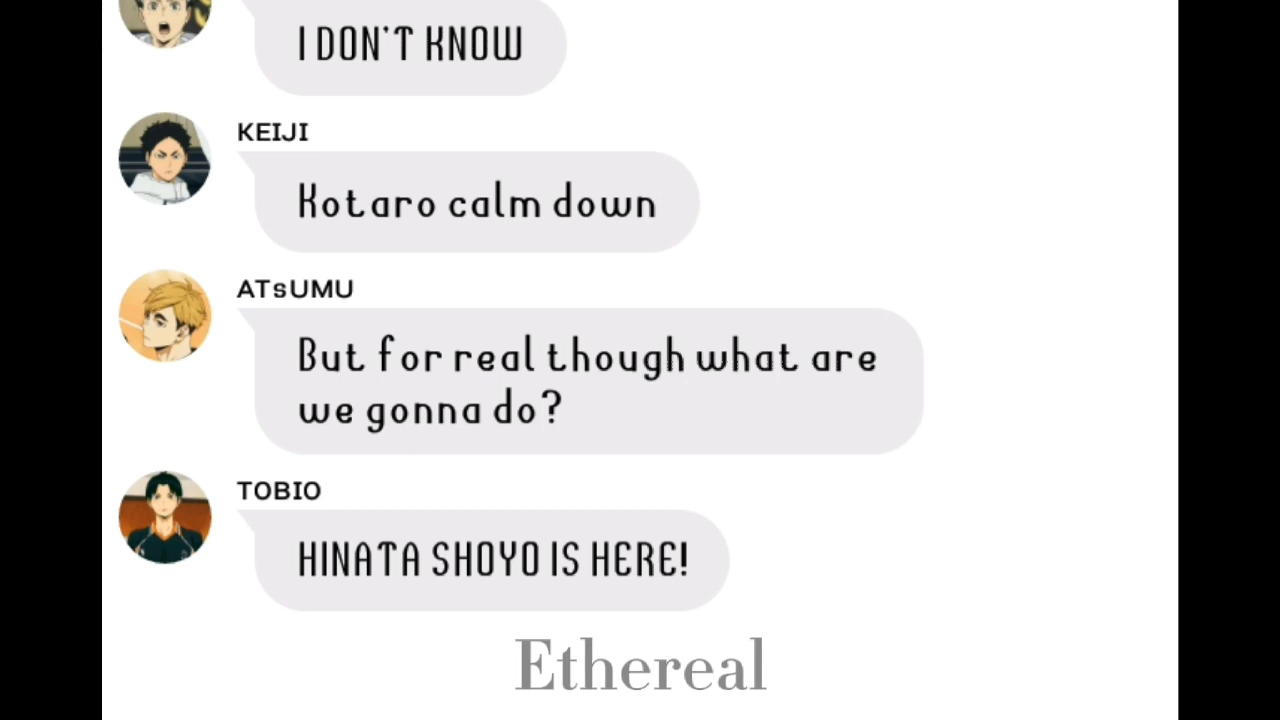 I DON'T KNOW
KEIJI
Kotaro calm down
ATsUMU
But for real though what are
we gonna do?
TOBIO
HINATA SHOYO IS HERE!
Ethereal